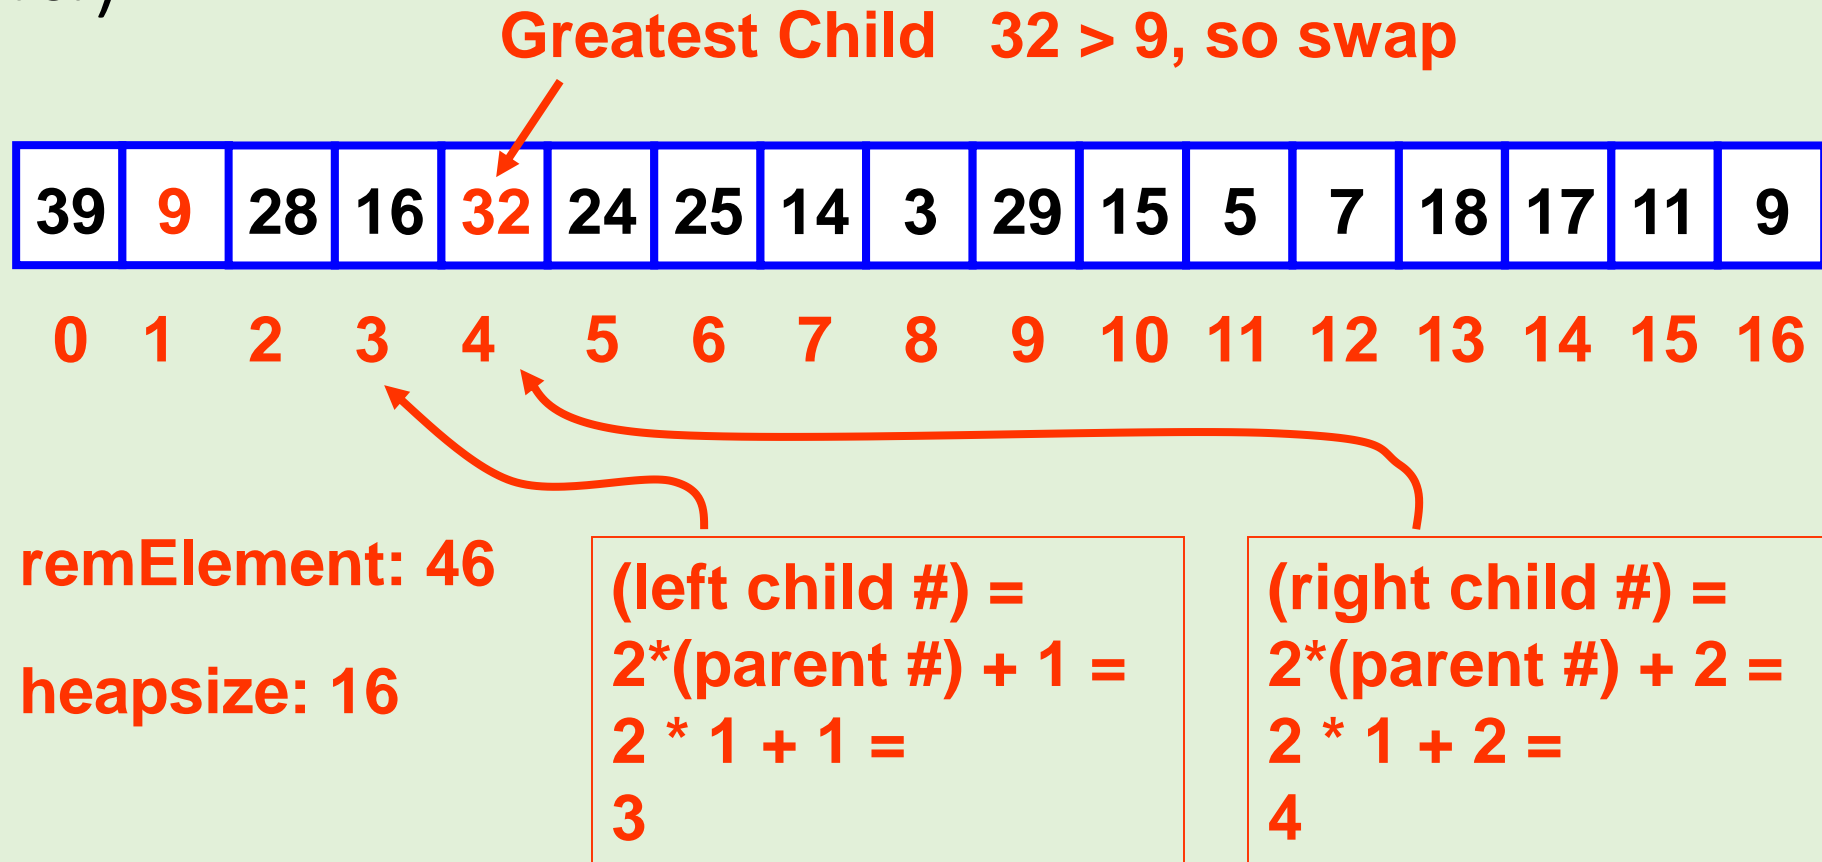 Greatest Child 32 > 9, so swap
39 9 28 16 32 24 25 14 3 29 15 5 7 18 17 11 9
0 1 2 3 4 5 6 7 8 9 10 11 12 13 14 15 16
remElement: 46
heapsize: 16
(left child #) =
2*(parent #) + 1 =
2 * 1 + 1 =
3
(right child #) =
2*(parent #) + 2 =
2 * 1 + 2 =
4